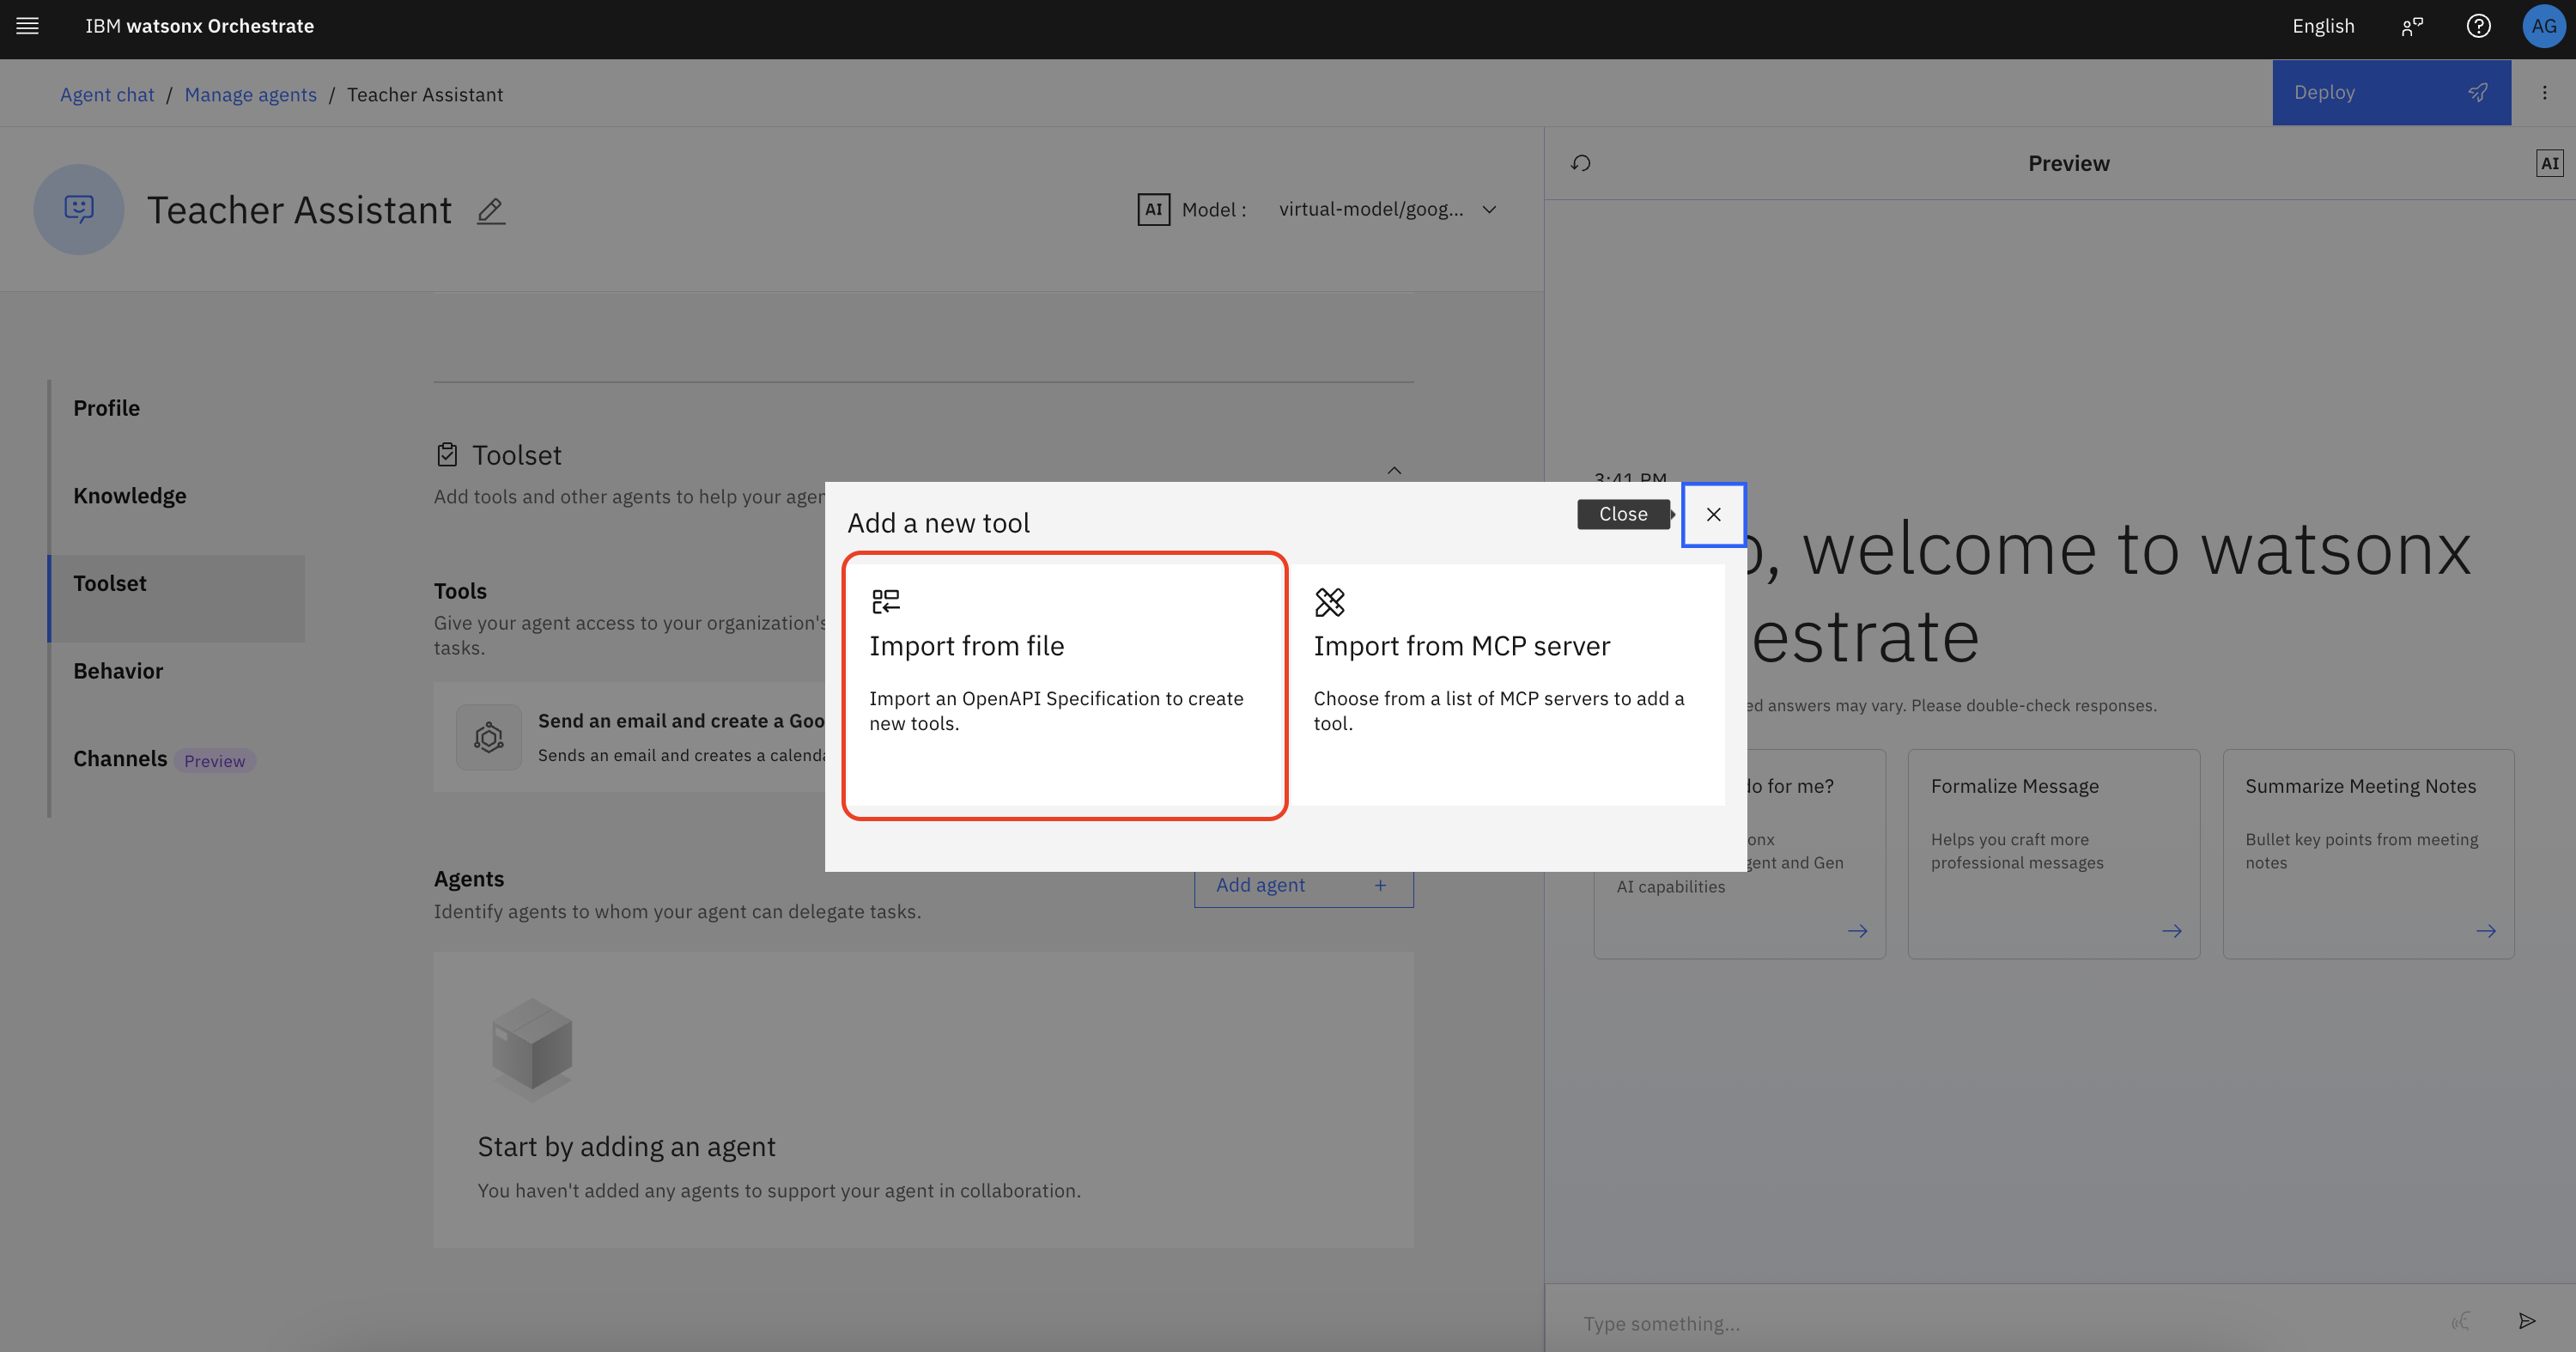 IBM watsonx Orchestrate
English
AG
Agent chat / Manage agents / Teacher Assistant
Deploy
Teacher Assistant
AI Model : virtual-model/goog...
Preview
AI
Profile
Knowledge
Toolset
Behavior
Channels Preview
Toolset
Add tools and other agents to help your agen
Tools
Give your agent access to your organization's
tasks.
Send an email and create a Goo
Sends an email and creates a calenda
Agents
Identify agents to whom your agent can delegate tasks.
Add agent +
Start by adding an agent
You haven't added any agents to support your agent in collaboration.
Add a new tool
Close
Import from file
Import an OpenAPI Specification to create
new tools.
Import from MCP server
Choose from a list of MCP servers to add a
tool.
3:41 PM
, welcome to watsonx
estrate
ed answers may vary. Please double-check responses.
do for me?
onx
gent and Gen
AI capabilities
Formalize Message
Helps you craft more
professional messages
Summarize Meeting Notes
Bullet key points from meeting
notes
Type something...